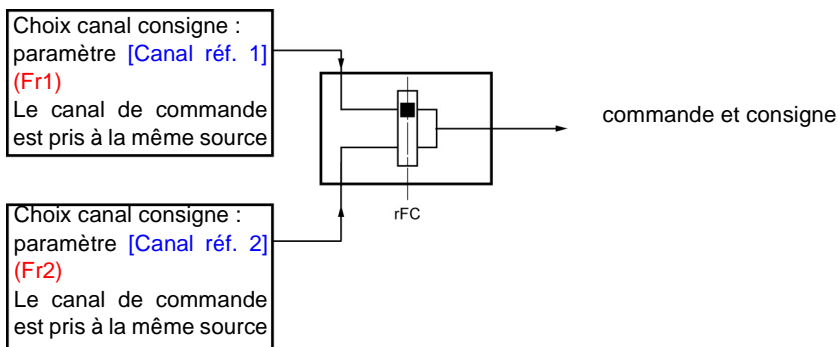 Choix canal consigne :
paramètre [Canal réf. 1]
(Fr1)
Le canal de commande
est pris à la même source
commande et consigne
rFC
Choix canal consigne :
paramètre [Canal réf. 2]
(Fr2)
Le canal de commande
est pris à la même source